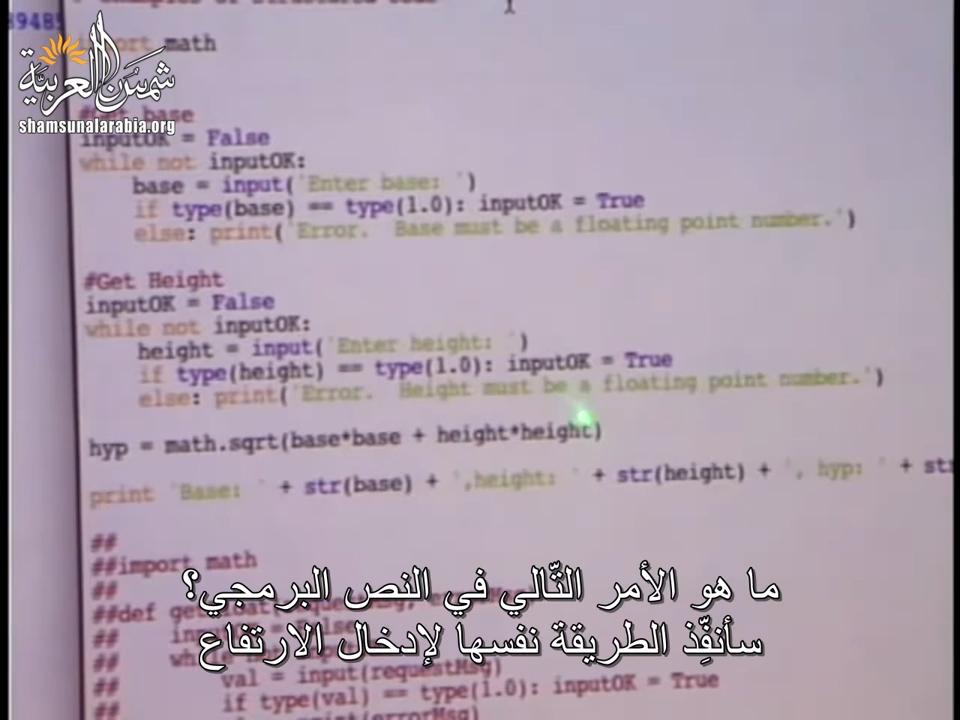 89485
import math
شمس العربية
shamsunalarabia.org
#Get base
inputOK = False
while not inputOK:
base = input('Enter base: ')
if type(base) == type(1.0): inputOK = True
else: print('Error. Base must be a floating point number.')
#Get Height
inputOK = False
while not inputOK:
height = input('Enter height: ')
if type(height) == type(1.0): inputOK = True
else: print('Error. Height must be a floating point number.')
hyp = math.sqrt(base*base + height*height)
print 'Base: ' + str(base) + ',height: ' + str(height) + ', hyp: ' + str
##
##import math
##
##def
##
##
## val = input(requestMsg)
## if type(val) == type(1.0): inputOK = True
## print(errorMsg)
ما هو الأمر التّالي في النص البرمجي؟
سأنفِّذ الطريقة نفسها لإدخال الارتفاع